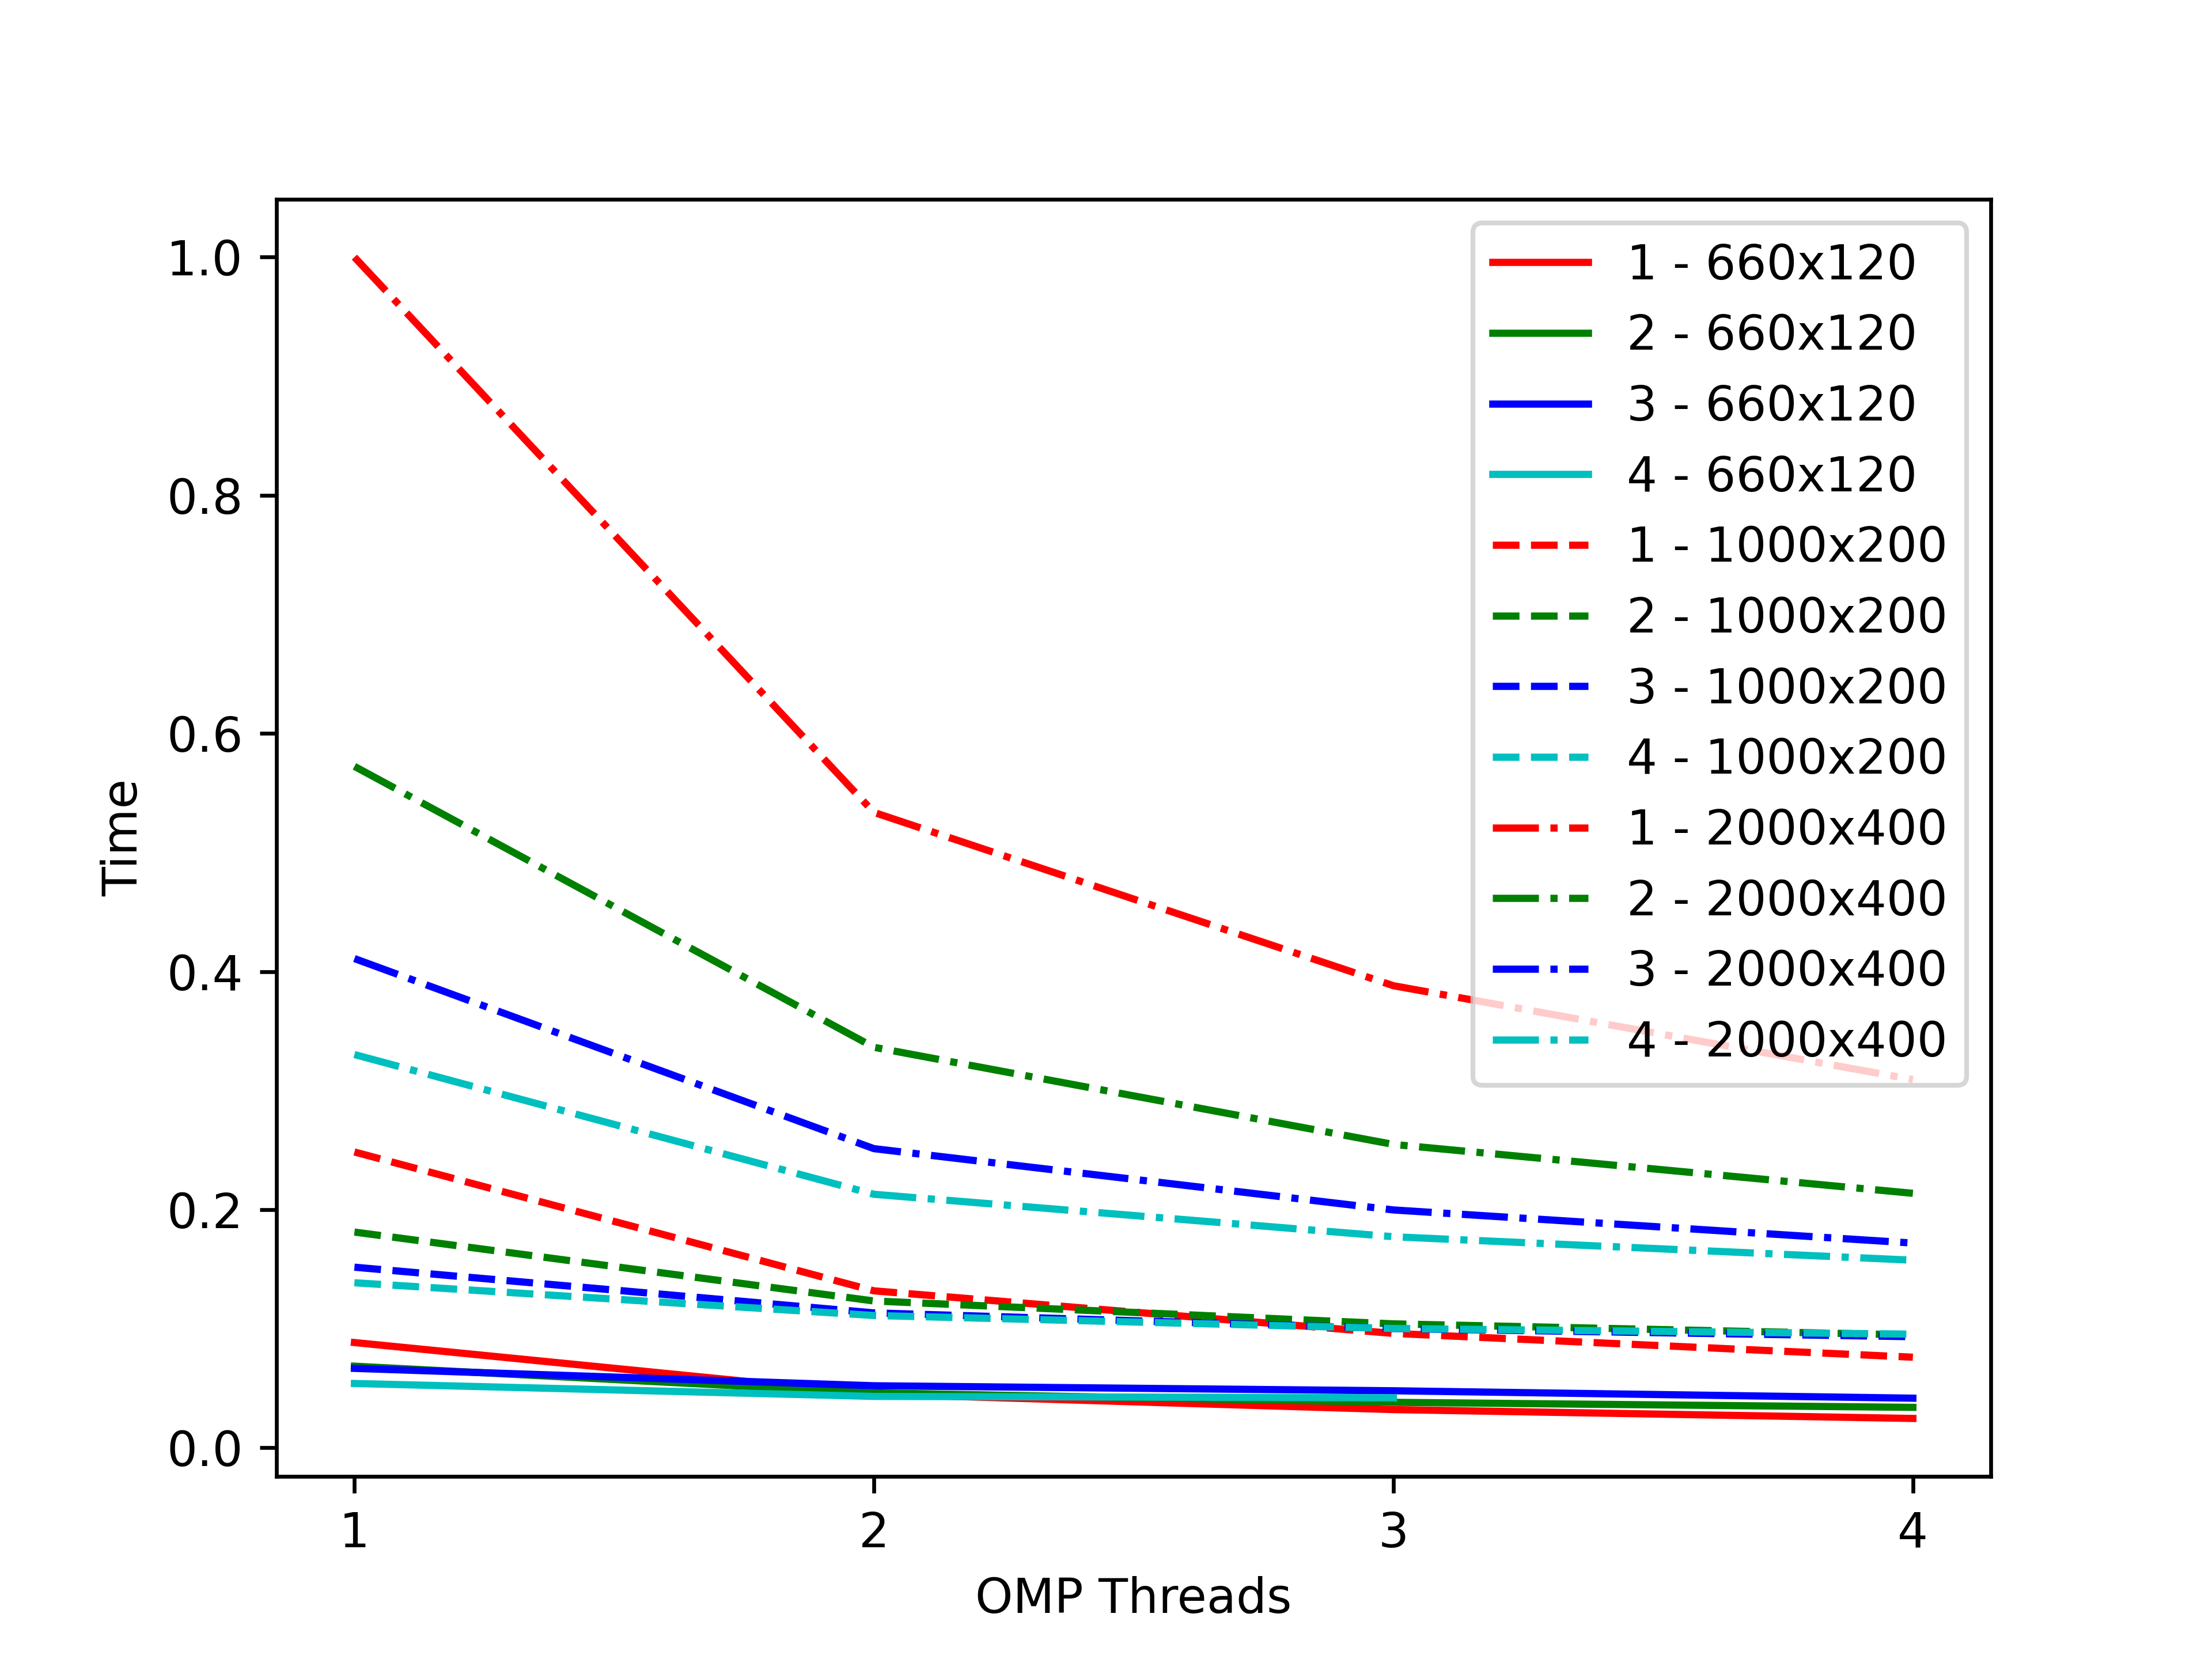 1.0
0.8
0.6
0.4
0.2
0.0
Time
1
2
3
4
OMP Threads
1 - 660x120
2 - 660x120
3 - 660x120
4 - 660x120
1 - 1000x200
2 - 1000x200
3 - 1000x200
4 - 1000x200
1 - 2000x400
2 - 2000x400
3 - 2000x400
4 - 2000x400